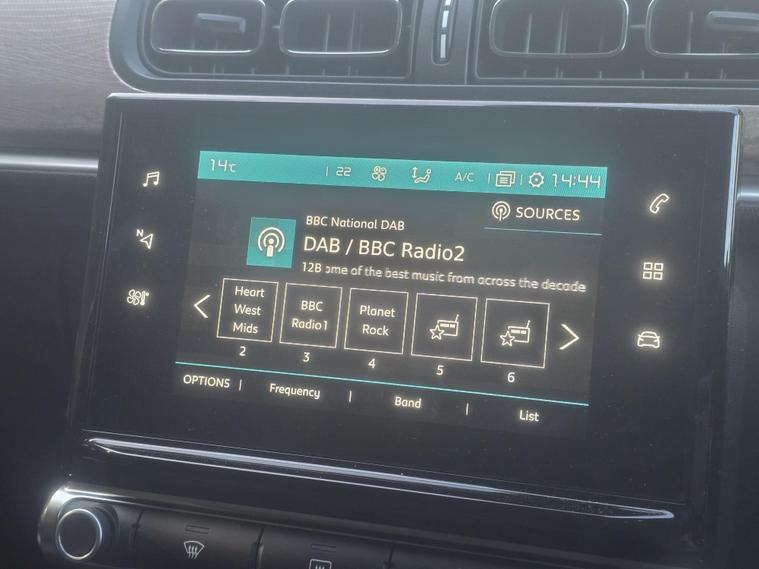 14°C 22 A/C 14:44
SOURCES
BBC National DAB
DAB / BBC Radio2
12B ome of the best music from across the decade
Heart West Mids
BBC Radio1
Planet Rock
2 3 4 5 6
OPTIONS Frequency Band List
N